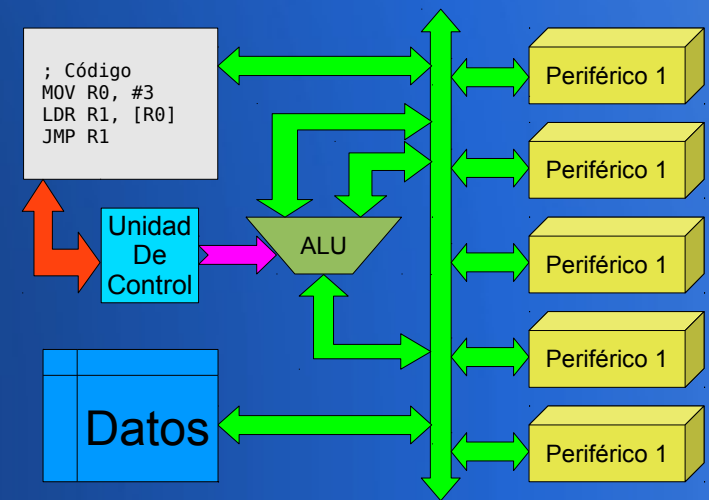 ; Código
MOV R0, #3
LDR R1, [R0]
JMP R1
Unidad
De
Control
ALU
Datos
Periférico 1
Periférico 1
Periférico 1
Periférico 1
Periférico 1